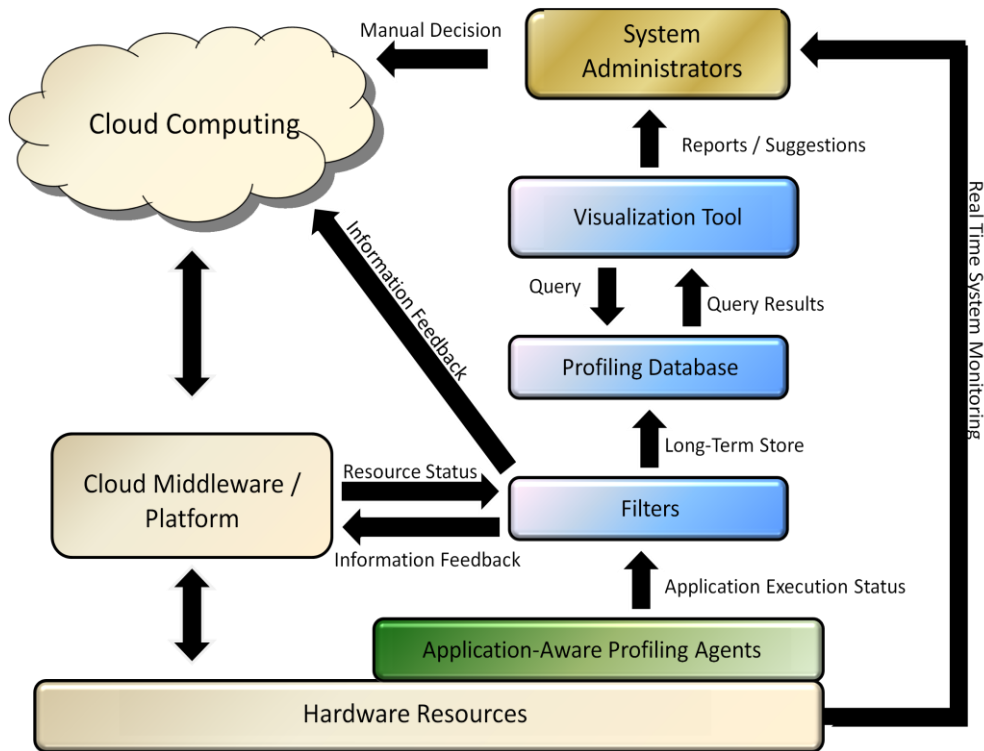 Manual Decision
System
Administrators
Cloud Computing
Reports / Suggestions
Visualization Tool
Information Feedback
Query
Query Results
Real Time System Monitoring
Profiling Database
Long-Term Store
Cloud Middleware /
Platform
Resource Status
Filters
Information Feedback
Application Execution Status
Application-Aware Profiling Agents
Hardware Resources